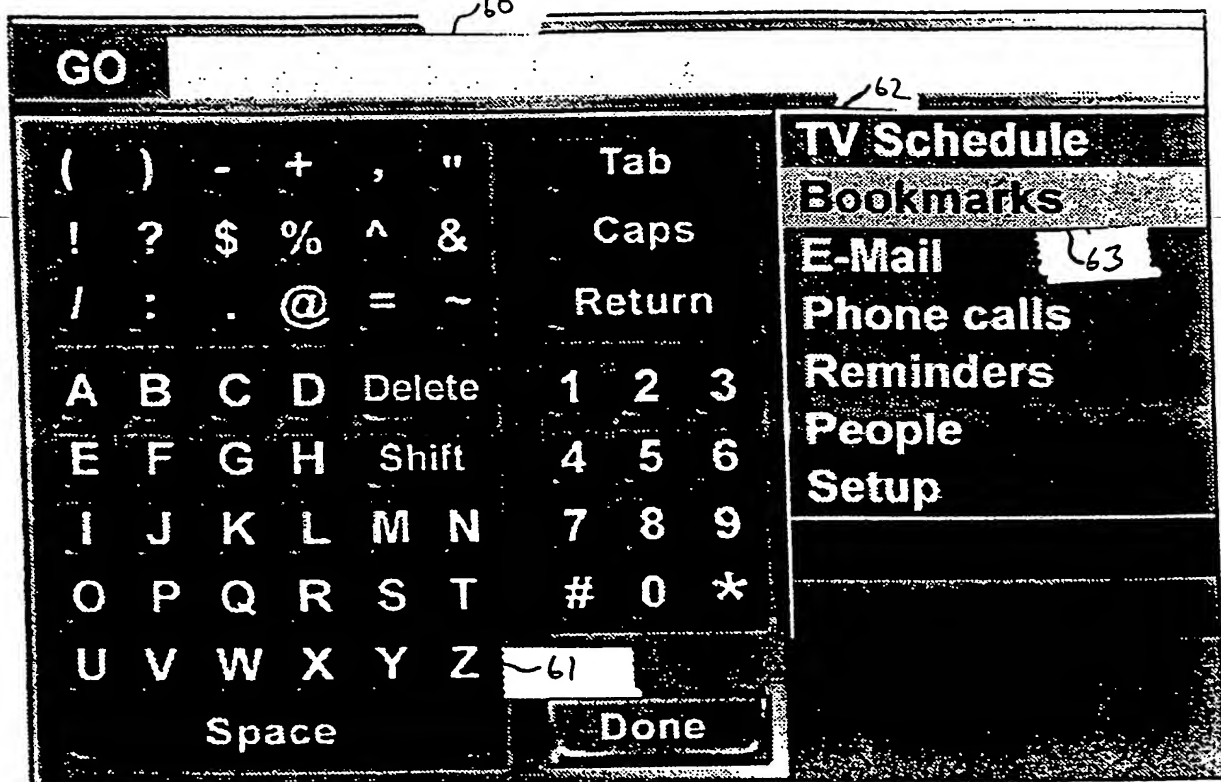 60
GO
62
( ) - + , " Tab
! ? $ % ^ & Caps
/ : . @ = ~ Return
A B C D Delete 1 2 3
E F G H Shift 4 5 6
I J K L M N 7 8 9
O P Q R S T # 0 *
U V W X Y Z 61
Space Done
TV Schedule
Bookmarks
E-Mail 63
Phone calls
Reminders
People
Setup